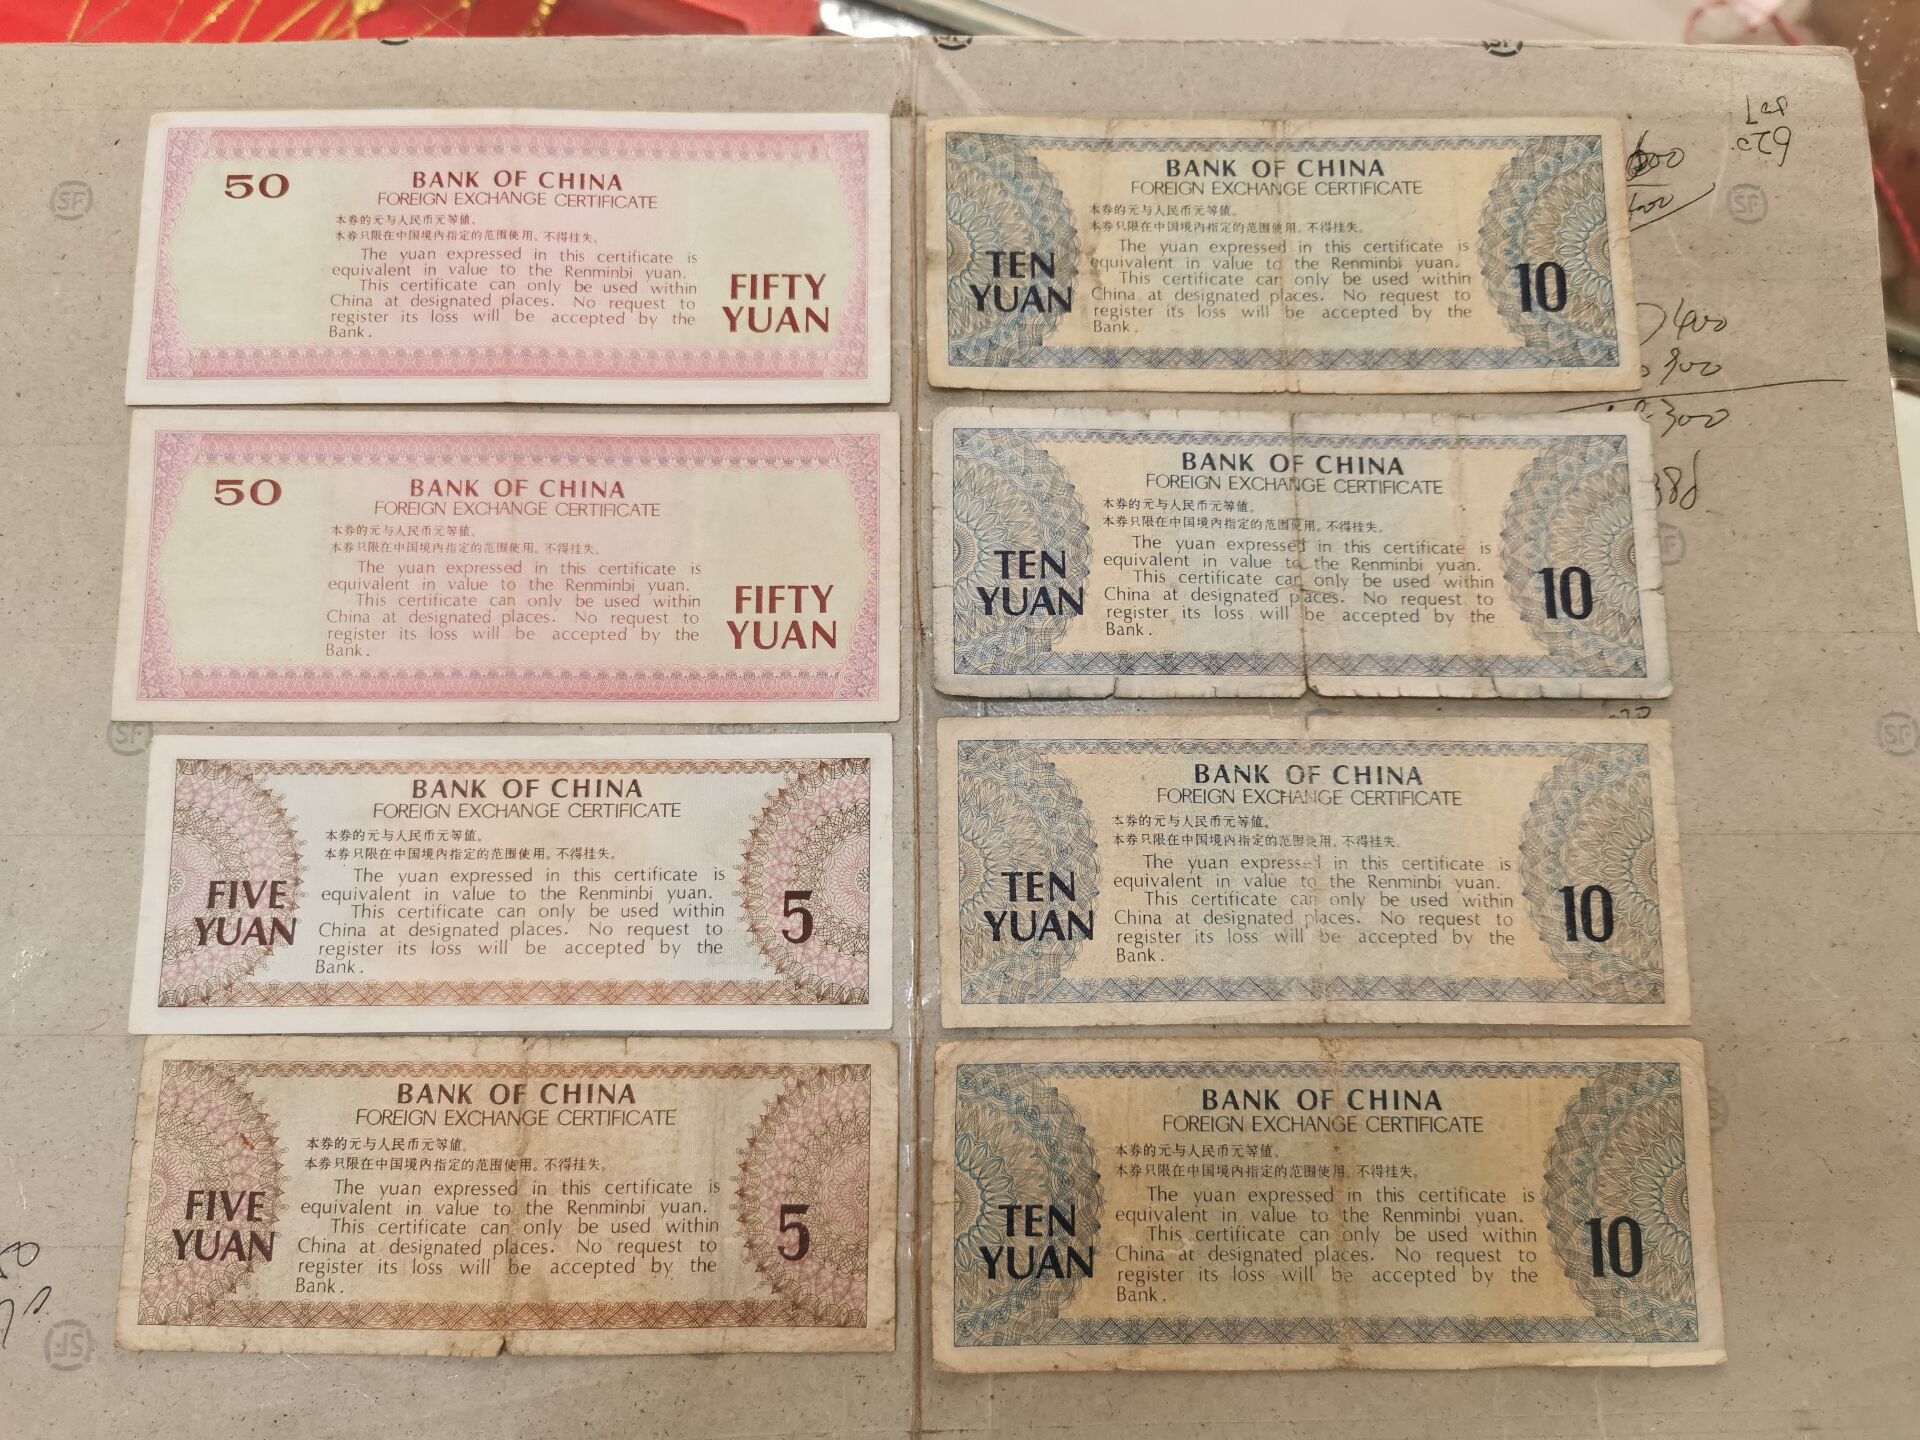 50
BANK OF CHINA
FOREIGN EXCHANGE CERTIFICATE
本券的元与人民币元等值。
本券只限在中国境内指定的范围使用。不得挂失。
The yuan expressed in this certificate is
equivalent in value to the Renminbi yuan.
This certificate can only be used within
China at designated places. No request to
register its loss will be accepted by the
Bank.
FIFTY
YUAN
50
BANK OF CHINA
FOREIGN EXCHANGE CERTIFICATE
本券的元与人民币元等值。
本券只限在中国境内指定的范围使用。不得挂失。
The yuan expressed in this certificate is
equivalent in value to the Renminbi yuan.
This certificate can only be used within
China at designated places. No request to
register its loss will be accepted by the
Bank.
FIFTY
YUAN
BANK OF CHINA
FOREIGN EXCHANGE CERTIFICATE
本券的元与人民币元等值。
本券只限在中国境内指定的范围使用。不得挂失。
The yuan expressed in this certificate is
equivalent in value to the Renminbi yuan.
This certificate can only be used within
China at designated places. No request to
register its loss will be accepted by the
Bank.
FIVE
YUAN
5
BANK OF CHINA
FOREIGN EXCHANGE CERTIFICATE
本券的元与人民币元等值。
本券只限在中国境内指定的范围使用。不得挂失。
The yuan expressed in this certificate is
equivalent in value to the Renminbi yuan.
This certificate can only be used within
China at designated places. No request to
register its loss will be accepted by the
Bank.
FIVE
YUAN
5
BANK OF CHINA
FOREIGN EXCHANGE CERTIFICATE
本券的元与人民币元等值。
本券只限在中国境内指定的范围使用。不得挂失。
The yuan expressed in this certificate is
equivalent in value to the Renminbi yuan.
This certificate can only be used within
China at designated places. No request to
register its loss will be accepted by the
Bank.
TEN
YUAN
10
BANK OF CHINA
FOREIGN EXCHANGE CERTIFICATE
本券的元与人民币元等值。
本券只限在中国境内指定的范围使用。不得挂失。
The yuan expressed in this certificate is
equivalent in value to the Renminbi yuan.
This certificate can only be used within
China at designated places. No request to
register its loss will be accepted by the
Bank.
TEN
YUAN
10
BANK OF CHINA
FOREIGN EXCHANGE CERTIFICATE
本券的元与人民币元等值。
本券只限在中国境内指定的范围使用。不得挂失。
The yuan expressed in this certificate is
equivalent in value to the Renminbi yuan.
This certificate can only be used within
China at designated places. No request to
register its loss will be accepted by the
Bank.
TEN
YUAN
10
BANK OF CHINA
FOREIGN EXCHANGE CERTIFICATE
本券的元与人民币元等值。
本券只限在中国境内指定的范围使用。不得挂失。
The yuan expressed in this certificate is
equivalent in value to the Renminbi yuan.
This certificate can only be used within
China at designated places. No request to
register its loss will be accepted by the
Bank.
TEN
YUAN
10
400
900
300
SF
SF
SF
SF
SF